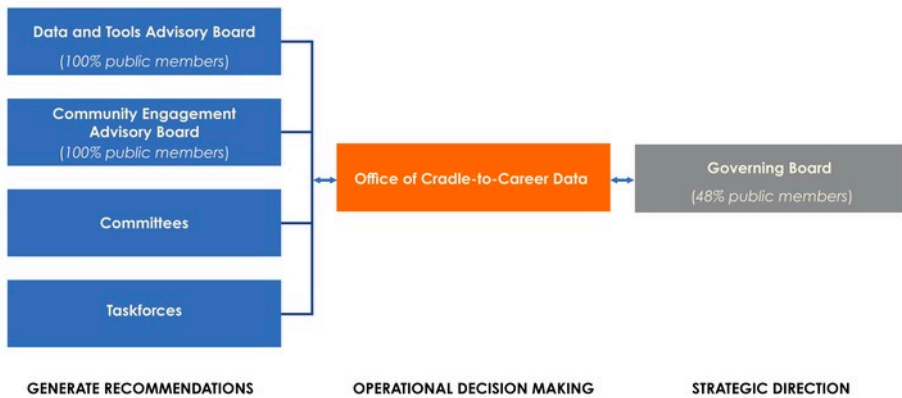 Data and Tools Advisory Board
(100% public members)
Community Engagement
Advisory Board
(100% public members)
Committees
Taskforces
Office of Cradle-to-Career Data
Governing Board
(48% public members)
GENERATE RECOMMENDATIONS
OPERATIONAL DECISION MAKING
STRATEGIC DIRECTION